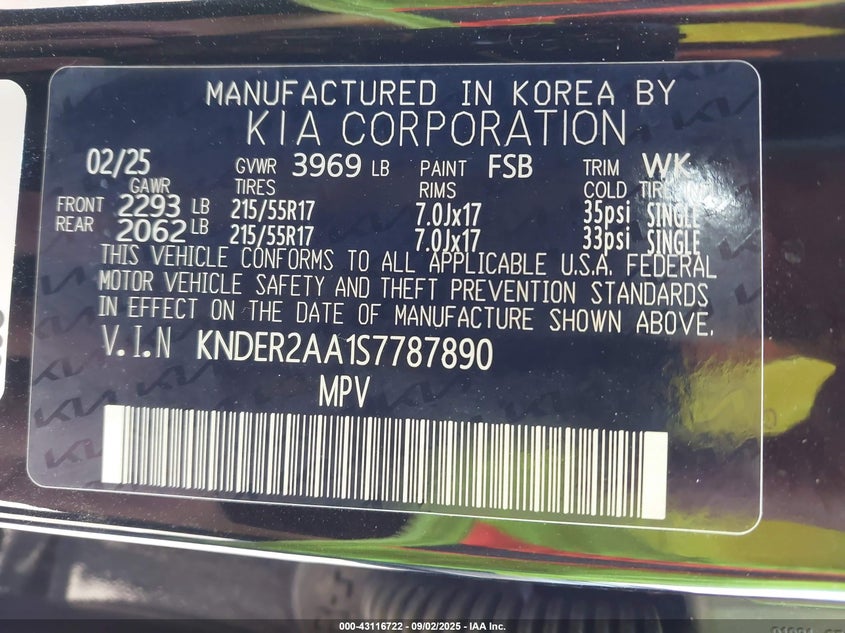 MANUFACTURED IN KOREA BY
KIA CORPORATION
02/25 GVWR 3969 LB PAINT FSB TRIM WK
GAWR TIRES RIMS COLD TIRE INFL
FRONT 2293 LB 215/55R17 7.0Jx17 35psi SINGLE
REAR 2062 LB 215/55R17 7.0Jx17 33psi SINGLE
THIS VEHICLE CONFORMS TO ALL APPLICABLE U.S.A. FEDERAL
MOTOR VEHICLE SAFETY AND THEFT PREVENTION STANDARDS
IN EFFECT ON THE DATE OF MANUFACTURE SHOWN ABOVE.
V.I.N KNDER2AA1S7787890
MPV
000-43116722 - 09/02/2025 - IAA Inc.